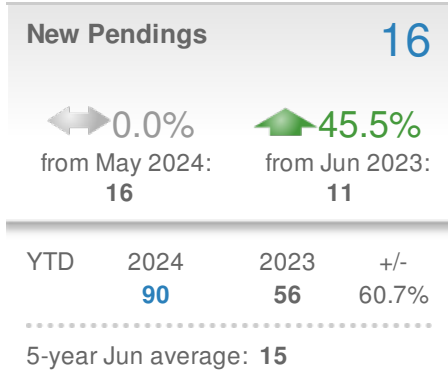 New Pendings 16
0.0% 45.5%
from May 2024: from Jun 2023:
16 11
YTD 2024 2023 +/-
90 56 60.7%
5-year Jun average: 15